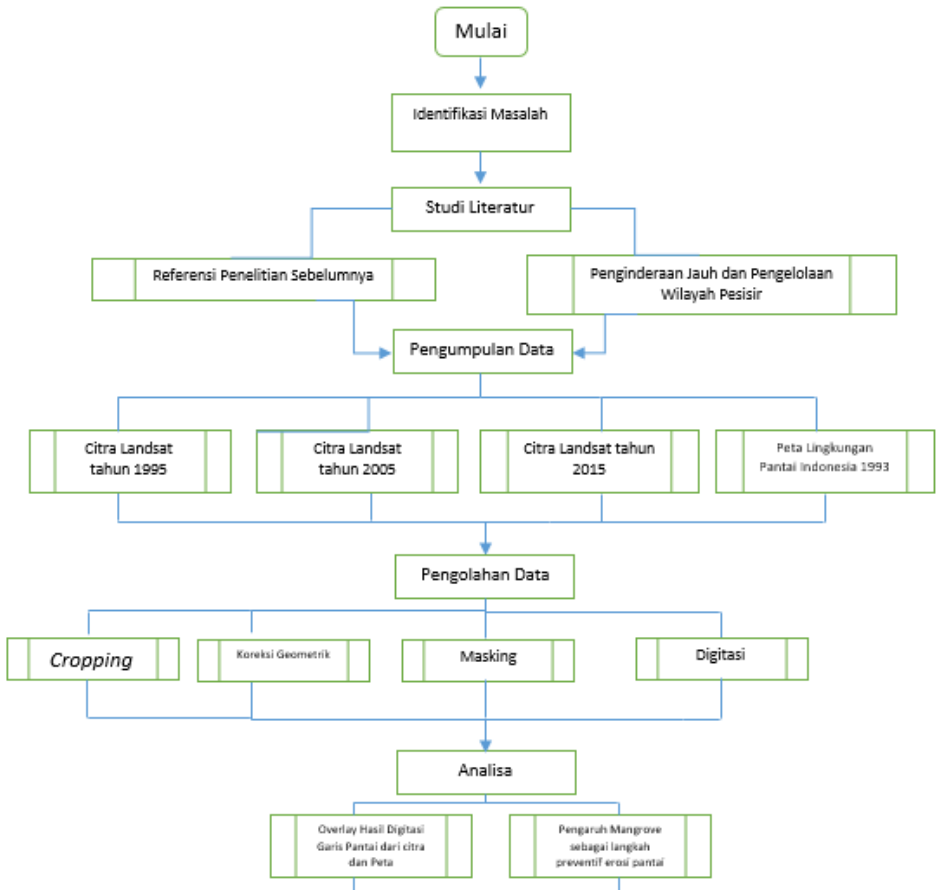 Mulai
Identifikasi Masalah
Studi Literatur
Referensi Penelitian Sebelumnya
Penginderaan Jauh dan Pengelolaan
Wilayah Pesisir
Pengumpulan Data
Citra Landsat
tahun 1995
Citra Landsat
tahun 2005
Citra Landsat tahun
2015
Peta Lingkungan
Pantai Indonesia 1993
Pengolahan Data
Cropping
Koreksi Geometrik
Masking
Digitasi
Analisa
Overlay Hasil Digitasi
Garis Pantai dari citra
dan Peta
Pengaruh Mangrove
sebagai langkah
preventif erosi pantai